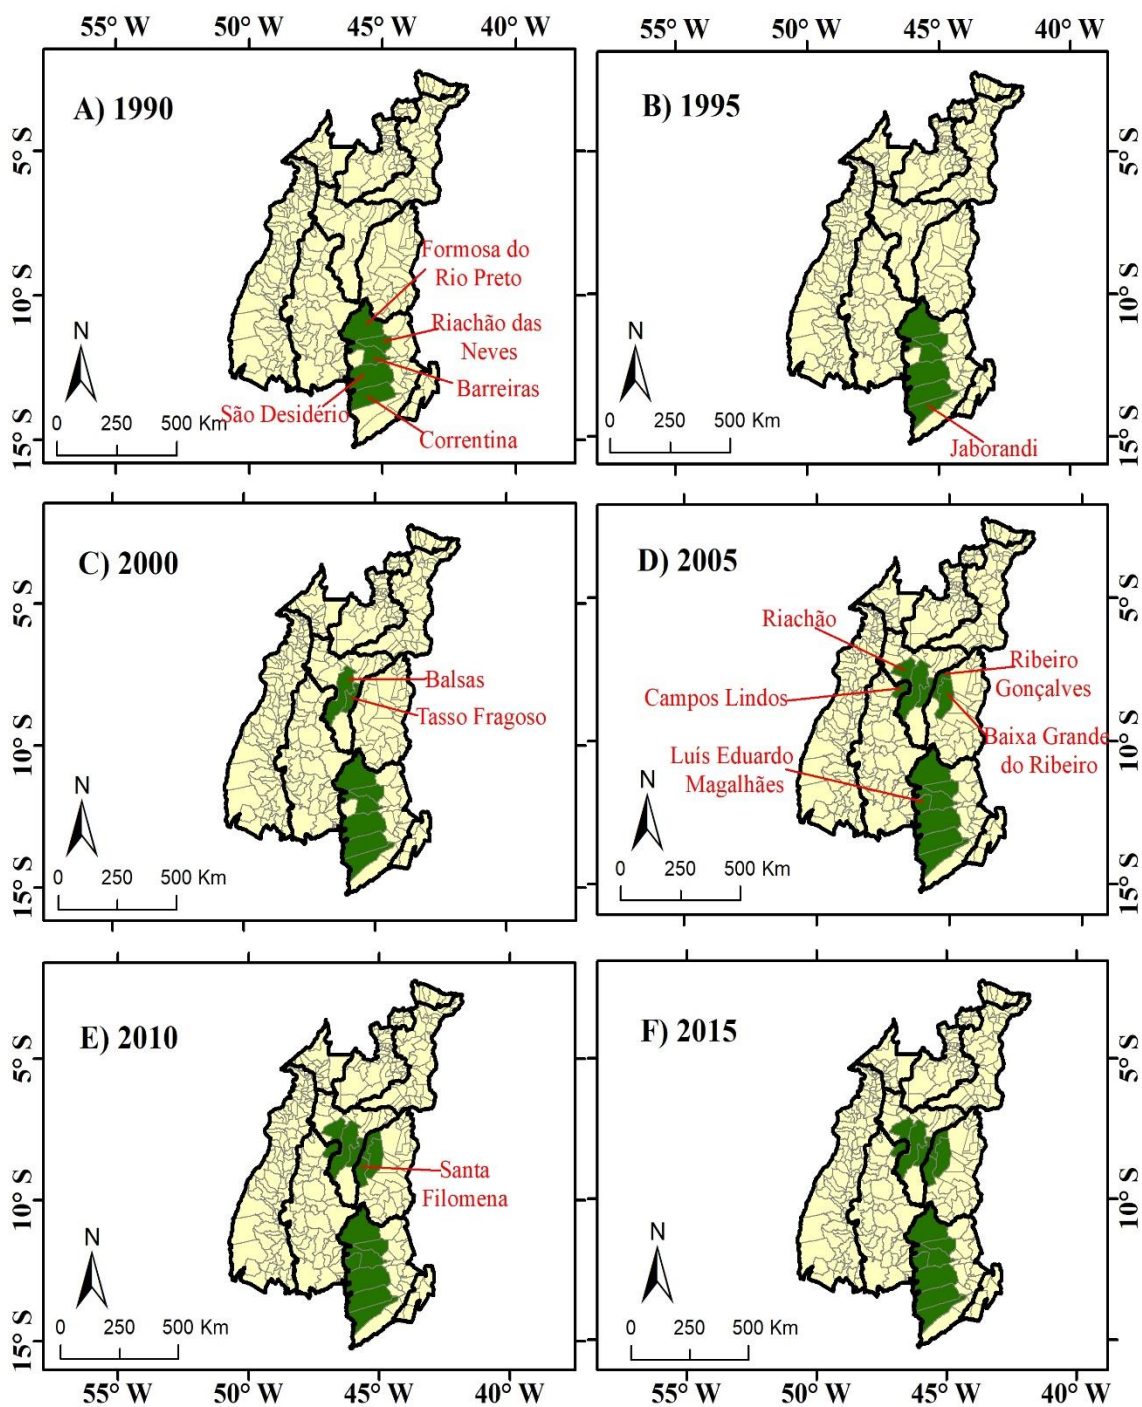 55° W 50° W 45° W 40° W
55° W 50° W 45° W 40° W
A) 1990
5° S
10° S
15° S
Formosa do
Rio Preto
Riachão das
Neves
Barreiras
São Desidério
Correntina
N
0 250 500 Km
B) 1995
5° S
10° S
15° S
Jaborandi
N
0 250 500 Km
C) 2000
5° S
10° S
15° S
Balsas
Tasso Fragoso
N
0 250 500 Km
D) 2005
5° S
10° S
15° S
Riachão
Ribeiro
Gonçalves
Campos Lindos
Baixa Grande
do Ribeiro
Luís Eduardo
Magalhães
N
0 250 500 Km
E) 2010
5° S
10° S
15° S
Santa
Filomena
N
0 250 500 Km
F) 2015
5° S
10° S
N
0 250 500 Km
55° W 50° W 45° W 40° W
55° W 50° W 45° W 40° W